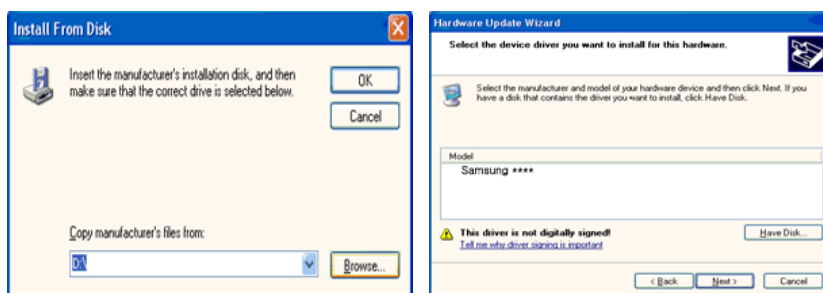 Install From Disk
Insert the manufacturer's installation disk, and then
make sure that the correct drive is selected below.
OK
Cancel
Copy manufacturer's files from:
D:\
Browse...
Hardware Update Wizard
Select the device driver you want to install for this hardware.
Select the manufacturer and model of your hardware device and then click Next. If you
have a disk that contains the driver you want to install, click Have Disk.
Model
Samsung ****
This driver is not digitally signed!
Tell me why driver signing is important
Have Disk...
< Back
Next >
Cancel